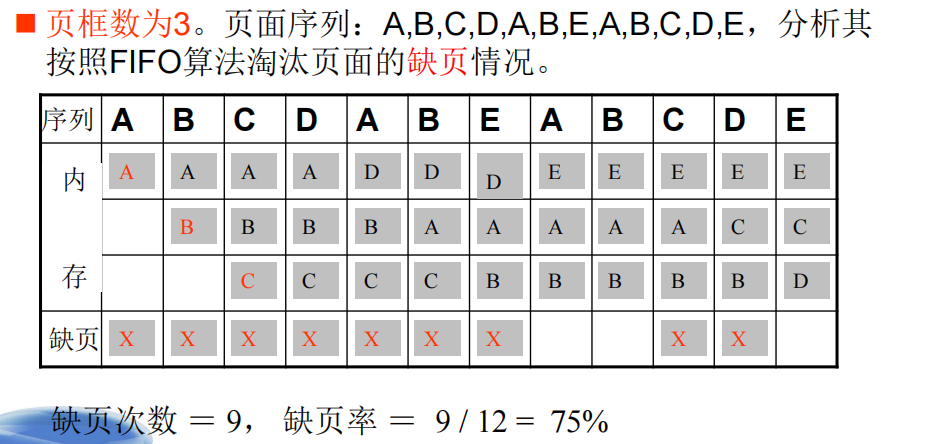 页框数为3。页面序列：A,B,C,D,A,B,E,A,B,C,D,E，分析其
按照FIFO算法淘汰页面的缺页情况。
序列 A B C D A B E A B C D E
内 A A A A D D D E E E E E
B B B B A A A A A C C
存 C C C C B B B B B D
缺页 X X X X X X X X X
缺页次数 ＝ 9， 缺页率 ＝ 9 / 12 = 75%